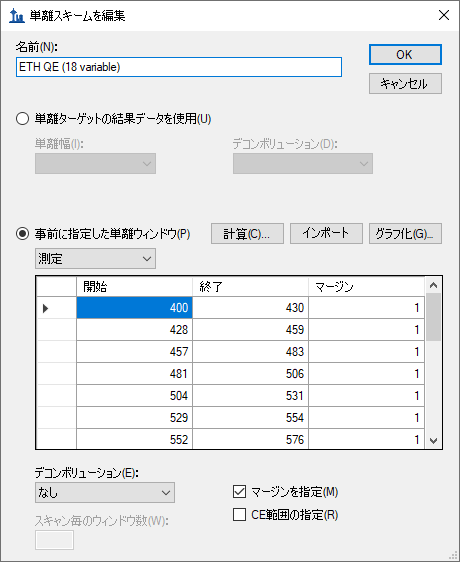 単離スキームを編集
名前(N):
ETH QE (18 variable)
OK
キャンセル
単離ターゲットの結果データを使用(U)
単離幅(I):
デコンボリューション(D):
事前に指定した単離ウィンドウ(P)
計算(C)...
インポート
グラフ化(G)...
測定
開始 終了 マージン
400 430 1
428 459 1
457 483 1
481 506 1
504 531 1
529 554 1
552 576 1
デコンボリューション(E):
なし
マージンを指定(M)
スキャン毎のウィンドウ数(W):
CE範囲の指定(R)